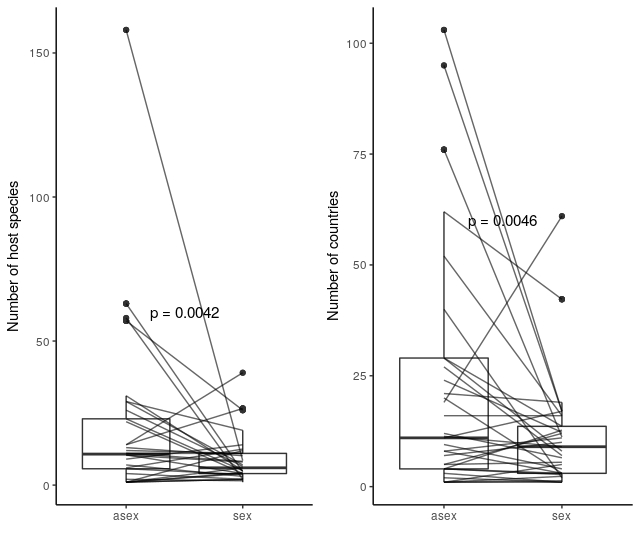 Number of host species
150
100
50
0
p = 0.0042
asex
sex
Number of countries
100
75
50
25
0
p = 0.0046
asex
sex